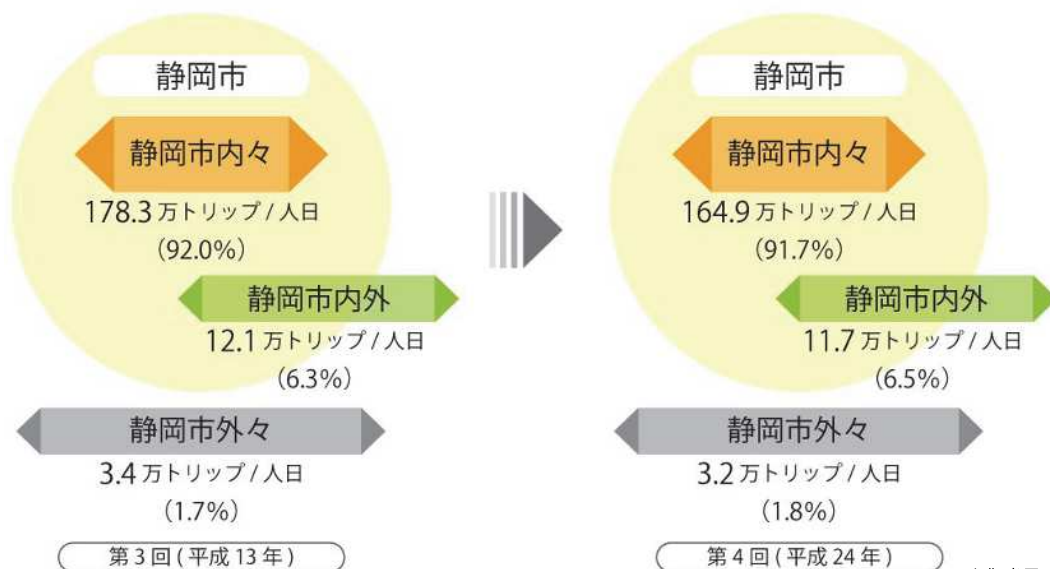 静岡市
静岡市内々
178.3 万トリップ / 人日
(92.0%)
静岡市内外
12.1 万トリップ / 人日
(6.3%)
静岡市外々
3.4 万トリップ / 人日
(1.7%)
第 3 回 ( 平成 13 年 )
静岡市
静岡市内々
164.9 万トリップ / 人日
(91.7%)
静岡市内外
11.7 万トリップ / 人日
(6.5%)
静岡市外々
3.2 万トリップ / 人日
(1.8%)
第 4 回 ( 平成 24 年 )